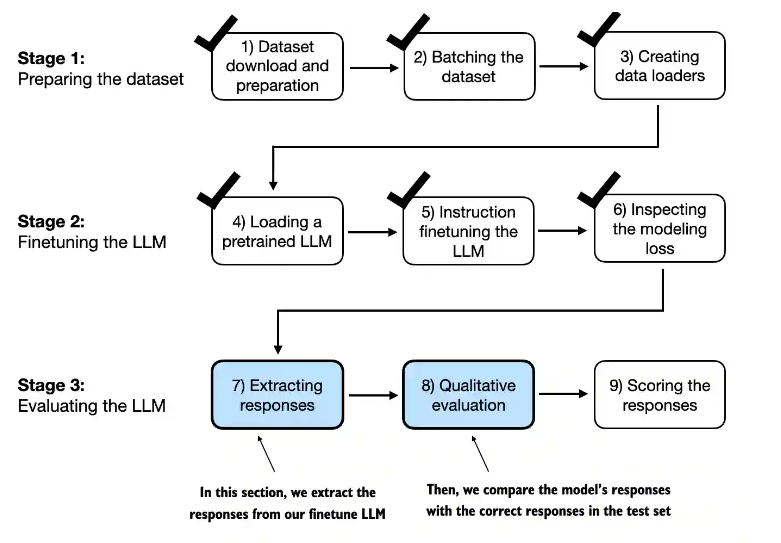 Stage 1:
Preparing the dataset
1) Dataset
download and
preparation
2) Batching the
dataset
3) Creating
data loaders
Stage 2:
Finetuning the LLM
4) Loading a
pretrained LLM
5) Instruction
finetuning the
LLM
6) Inspecting
the modeling
loss
Stage 3:
Evaluating the LLM
7) Extracting
responses
8) Qualitative
evaluation
9) Scoring the
responses
In this section, we extract the
responses from our finetune LLM
Then, we compare the model's responses
with the correct responses in the test set